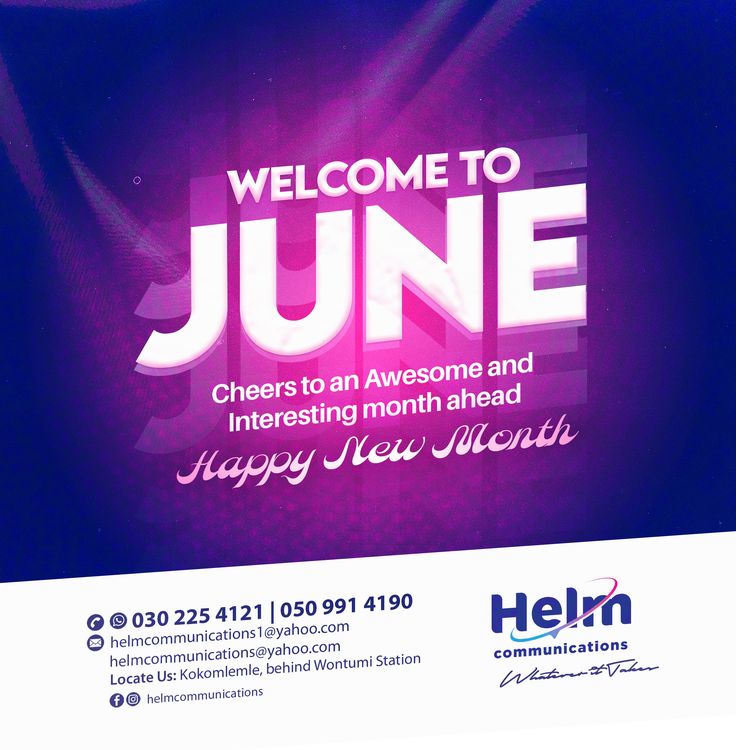 WELCOME TO
JUNE
Cheers to an Awesome and
Interesting month ahead
Happy New Month
030 225 4121 | 050 991 4190
helmcommunications1@yahoo.com
helmcommunications@yahoo.com
Locate Us: Kokomlemle, behind Wontumi Station
helmcommunications
Helm
communications
Whatever it Takes